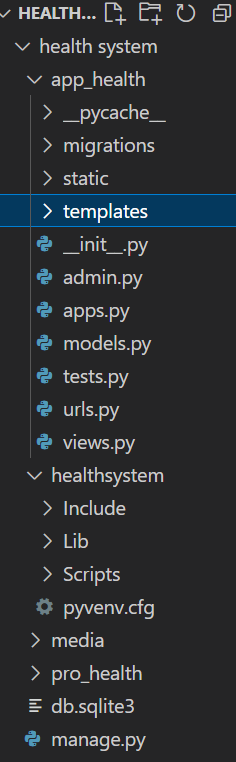 HEALTH...
health system
app_health
__pycache__
migrations
static
templates
__init__.py
admin.py
apps.py
models.py
tests.py
urls.py
views.py
healthsystem
Include
Lib
Scripts
pyvenv.cfg
media
pro_health
db.sqlite3
manage.py